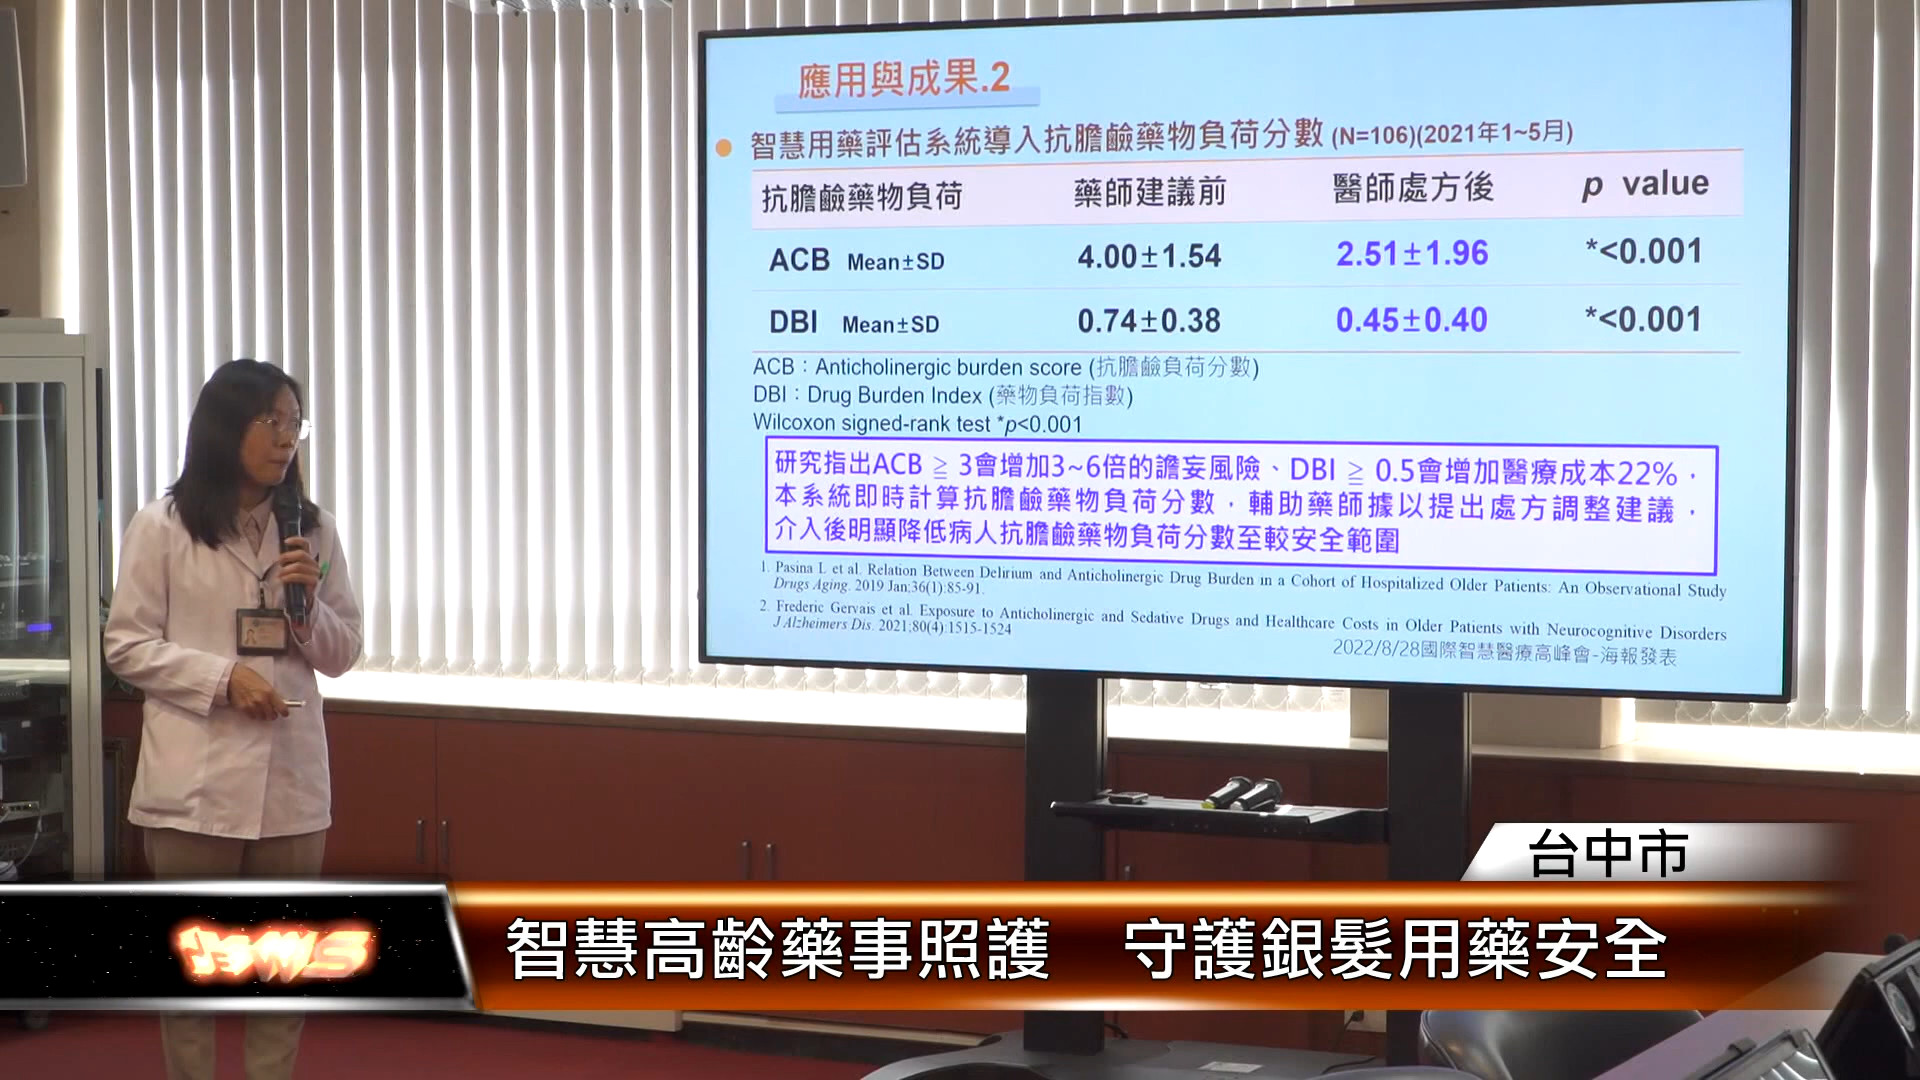 應用與成果.2
智慧用藥評估系統導入抗膽鹼藥物負荷分數 (N=106)(2021年1~5月)
抗膽鹼藥物負荷 藥師建議前 醫師處方後 p value
ACB Mean±SD 4.00±1.54 2.51±1.96 *<0.001
DBI Mean±SD 0.74±0.38 0.45±0.40 *<0.001
ACB：Anticholinergic burden score (抗膽鹼負荷分數)
DBI：Drug Burden Index (藥物負荷指數)
Wilcoxon signed-rank test *p<0.001
研究指出ACB ≧ 3會增加3~6倍的譫妄風險、DBI ≧ 0.5會增加醫療成本22%，
本系統即時計算抗膽鹼藥物負荷分數，輔助藥師據以提出處方調整建議，
介入後明顯降低病人抗膽鹼藥物負荷分數至較安全範圍
1. Pasina L et al. Relation Between Delirium and Anticholinergic Drug Burden in a Cohort of Hospitalized Older Patients: An Observational Study
Drugs Aging. 2019 Jan;36(1):85-91.
2. Frederic Gervais et al. Exposure to Anticholinergic and Sedative Drugs and Healthcare Costs in Older Patients with Neurocognitive Disorders
J Alzheimers Dis. 2021;80(4):1515-1524
2022/8/28國際智慧醫療高峰會-海報發表
台中市
智慧高齡藥事照護 守護銀髮用藥安全